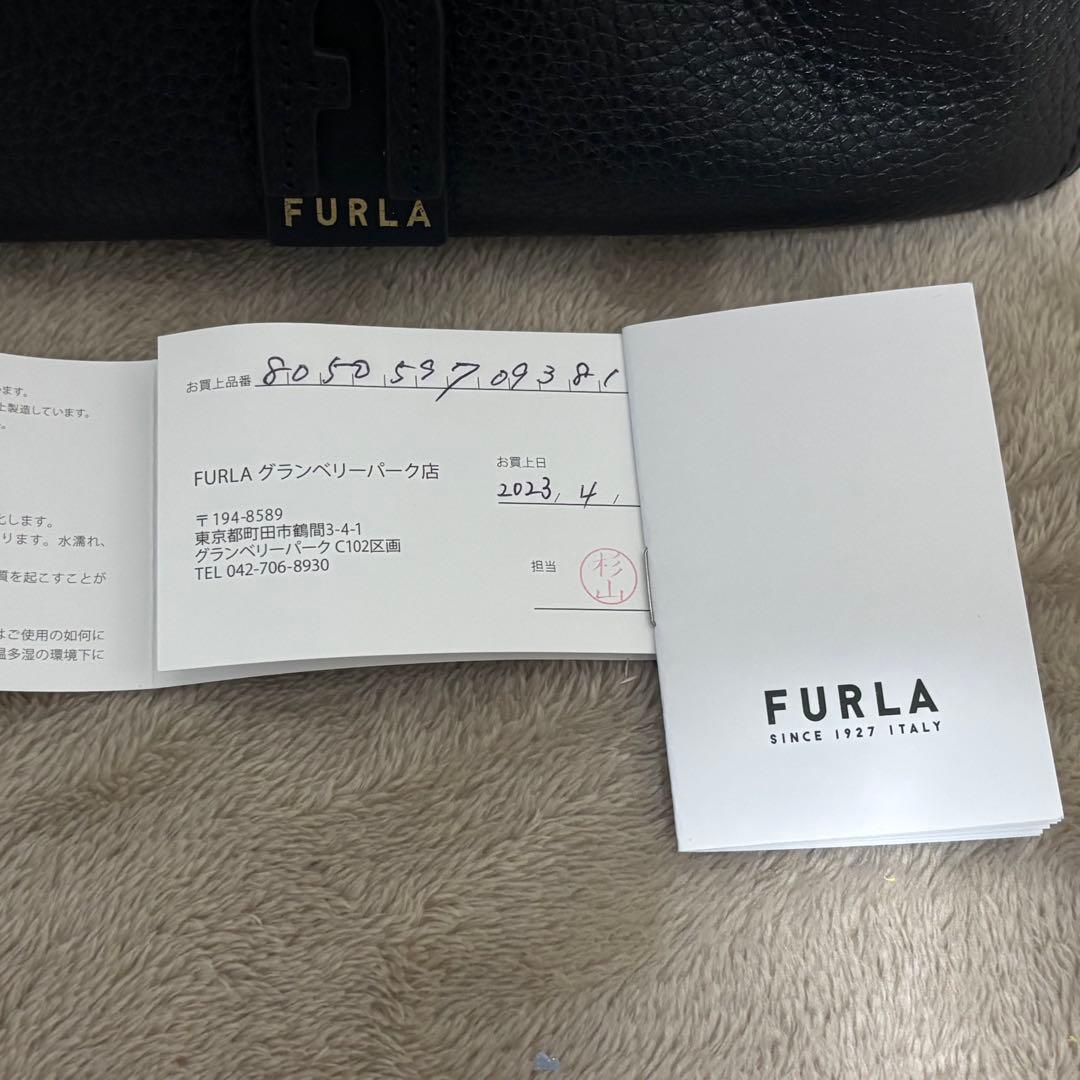 FURLA
ます。
上製造しています。
とします。
ります。水濡れ、
質を起こすことが
はご使用の如何に
温多湿の環境下に
お買上品番 805059709381
FURLA グランベリーパーク店
〒194-8589
東京都町田市鶴間3-4-1
グランベリーパーク C102区画
TEL 042-706-8930
お買上日
2023, 4,
担当 杉山
FURLA
SINCE 1927 ITALY